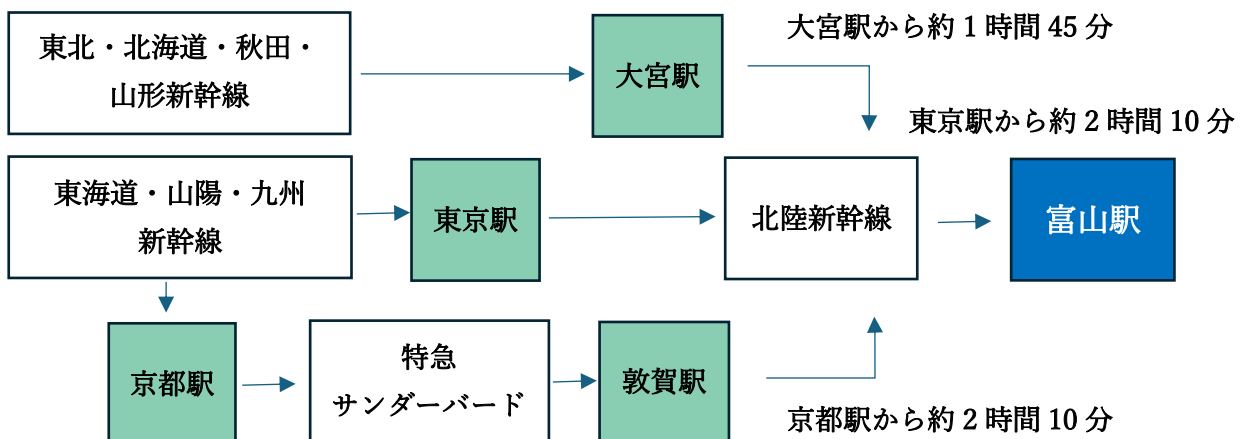 東北・北海道・秋田・
山形新幹線
大宮駅
大宮駅から約 1 時間 45 分
東京駅から約 2 時間 10 分
東海道・山陽・九州
新幹線
東京駅
北陸新幹線
富山駅
京都駅
特急
サンダーバード
敦賀駅
京都駅から約 2 時間 10 分